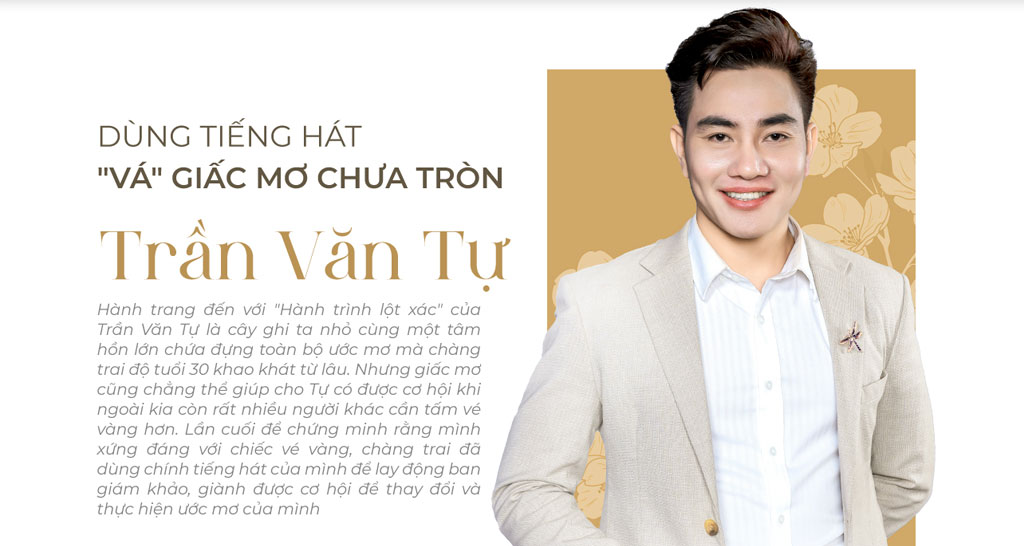 DÙNG TIẾNG HÁT
"VÁ" GIẤC MƠ CHƯA TRÒN
Trần Văn Tự
Hành trang đến với "Hành trình lột xác" của
Trần Văn Tự là cây ghi ta nhỏ cùng một tâm
hồn lớn chứa đựng toàn bộ ước mơ mà chàng
trai độ tuổi 30 khao khát từ lâu. Nhưng giấc mơ
cũng chẳng thể giúp cho Tự có được cơ hội khi
ngoài kia còn rất nhiều người khác cần tấm vé
vàng hơn. Lần cuối để chứng minh rằng mình
xứng đáng với chiếc vé vàng, chàng trai đã
dùng chính tiếng hát của mình để lay động ban
giám khảo, giành được cơ hội để thay đổi và
thực hiện ước mơ của mình